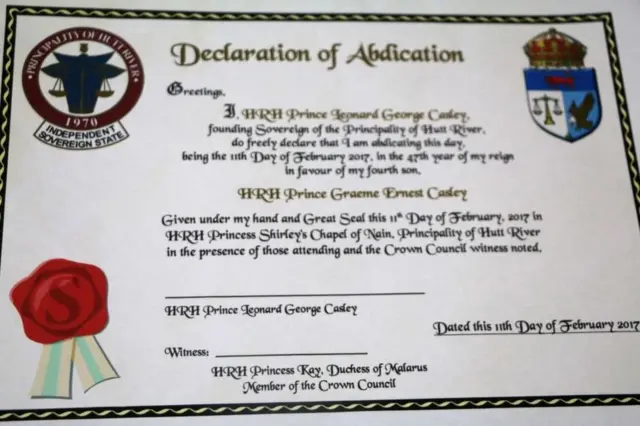 PRINCIPALITY OF HUTT RIVER
1970
INDEPENDENT
SOVEREIGN STATE
Declaration of Abdication
Greetings,
I, HRH Prince Leonard George Casley,
founding Sovereign of the Principality of Hutt River,
do freely declare that I am abdicating this day,
being the 11th Day of February 2017, in the 47th year of my reign
in favour of my fourth son,
HRH Prince Graeme Ernest Casley
Given under my hand and Great Seal this 11th Day of February, 2017 in
HRH Princess Shirley's Chapel of Nain, Principality of Hutt River
in the presence of those attending and the Crown Council witness noted,
S
HRH Prince Leonard George Casley
Dated this 11th Day of February 2017
Witness:
HRH Princess Kay, Duchess of Malarus
Member of the Crown Council